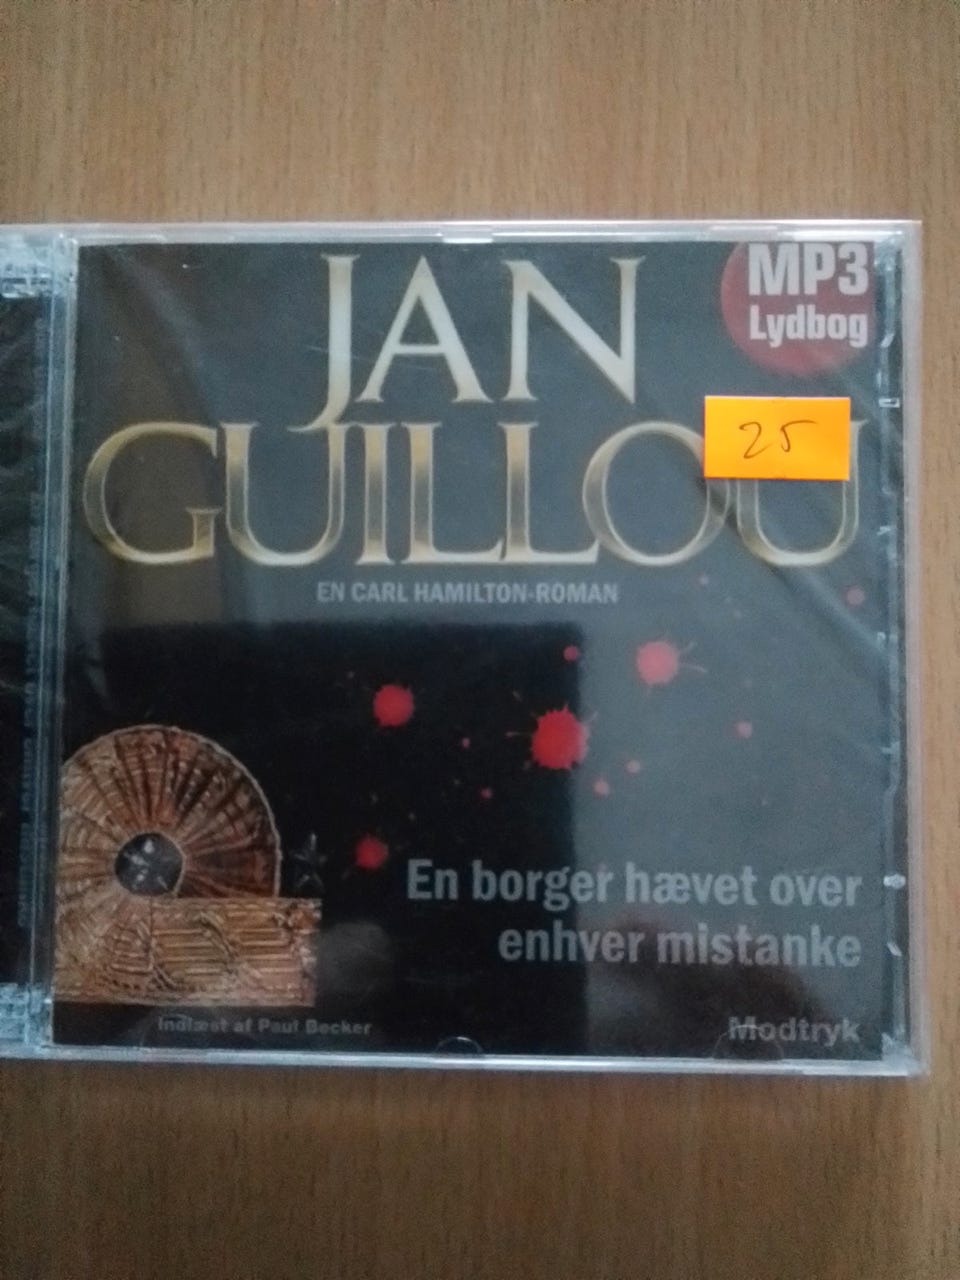 JAN
GUILLOU
MP3
Lydbog
25
EN CARL HAMILTON-ROMAN
En borger hævet over
enhver mistanke
Indlæst af Paul Becker
Modtryk